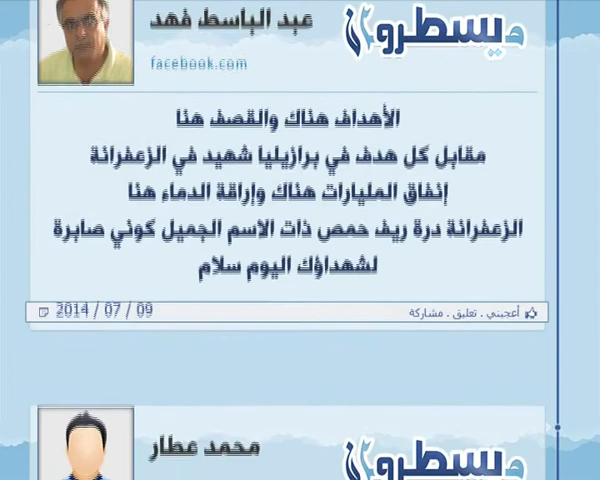 عبد الباسط فهد
facebook.com
الأهداف هناك والقصف هنا
مقابل كل هدف في برازيليا شهيد في الزعفرانة
إنفاق المليارات هناك وإراقة الدماء هنا
الزعفرانة درة ريف حمص ذات الاسم الجميل كوني صابرة
لشهداؤك اليوم سلام
أعجبني . تعليق . مشاركة
2014 / 07 / 09
محمد عطار